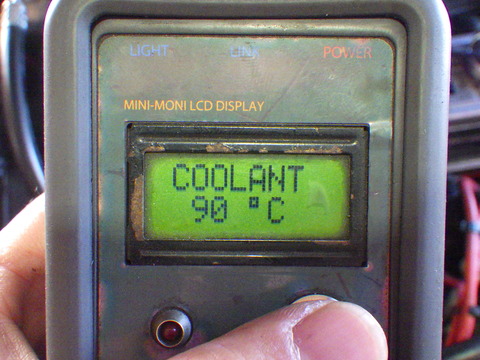 LIGHT LINK POWER
MINI-MONI LCD DISPLAY
COOLANT
90 °C